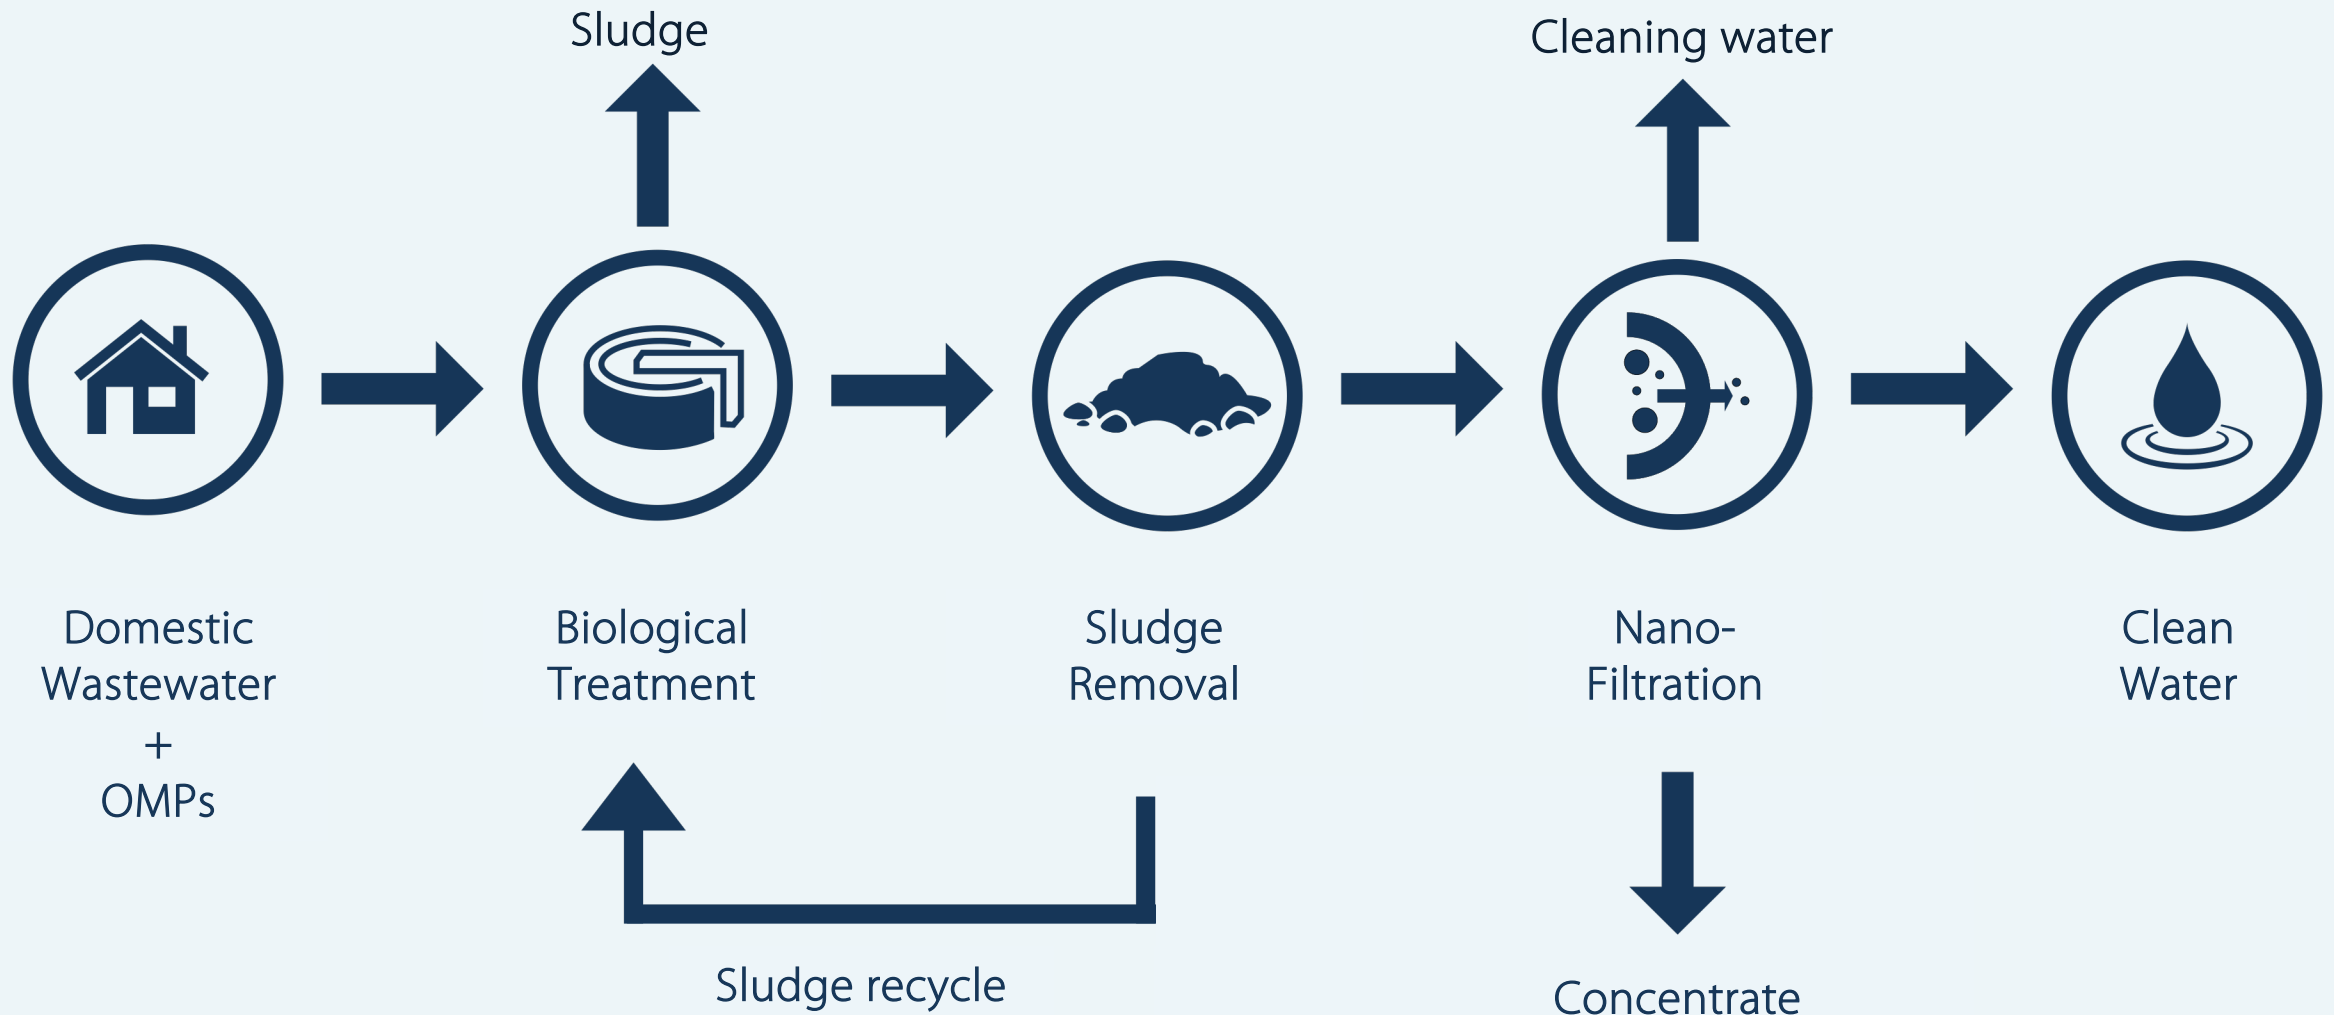 Sludge
Cleaning water
Domestic
Wastewater
+
OMPs
Biological
Treatment
Sludge
Removal
Nano-
Filtration
Clean
Water
Sludge recycle
Concentrate